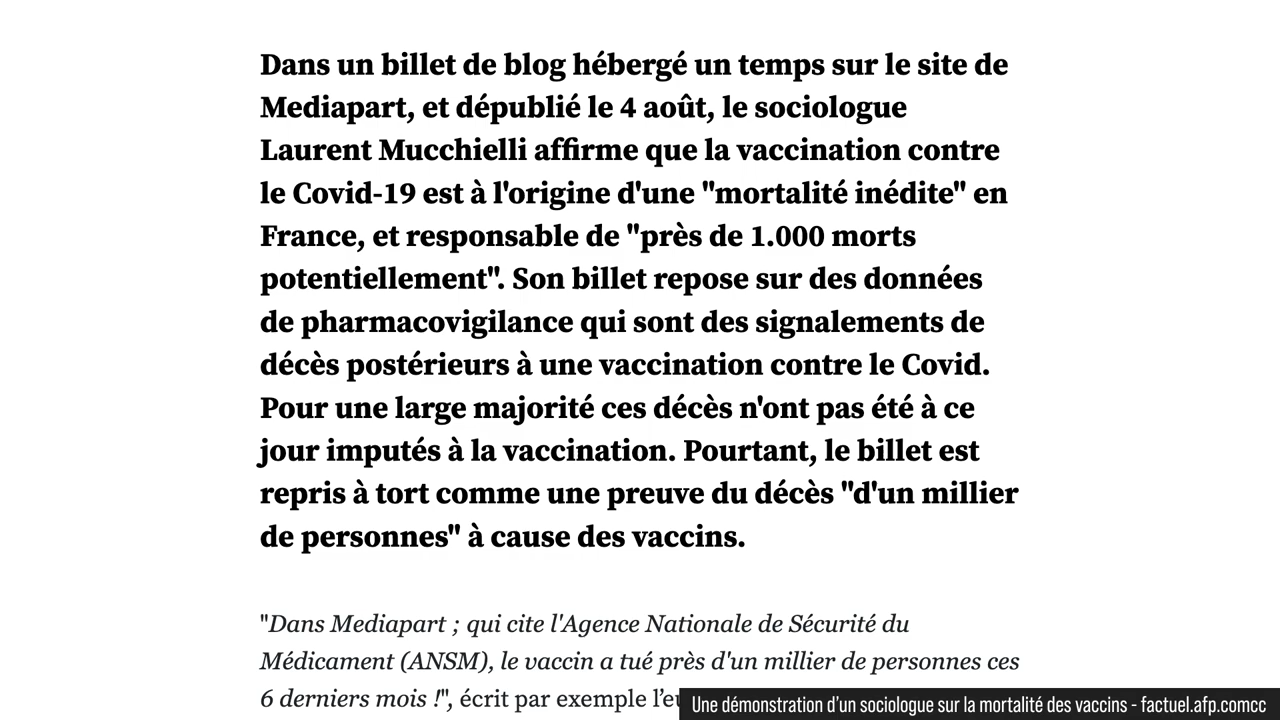 Dans un billet de blog hébergé un temps sur le site de
Mediapart, et dépublié le 4 août, le sociologue
Laurent Mucchielli affirme que la vaccination contre
le Covid-19 est à l'origine d'une "mortalité inédite" en
France, et responsable de "près de 1.000 morts
potentiellement". Son billet repose sur des données
de pharmacovigilance qui sont des signalements de
décès postérieurs à une vaccination contre le Covid.
Pour une large majorité ces décès n'ont pas été à ce
jour imputés à la vaccination. Pourtant, le billet est
repris à tort comme une preuve du décès "d'un millier
de personnes" à cause des vaccins.
"Dans Mediapart ; qui cite l'Agence Nationale de Sécurité du
Médicament (ANSM), le vaccin a tué près d'un millier de personnes ces
6 derniers mois !", écrit par exemple
Une démonstration d'un sociologue sur la mortalité des vaccins - factuel.afp.comcc